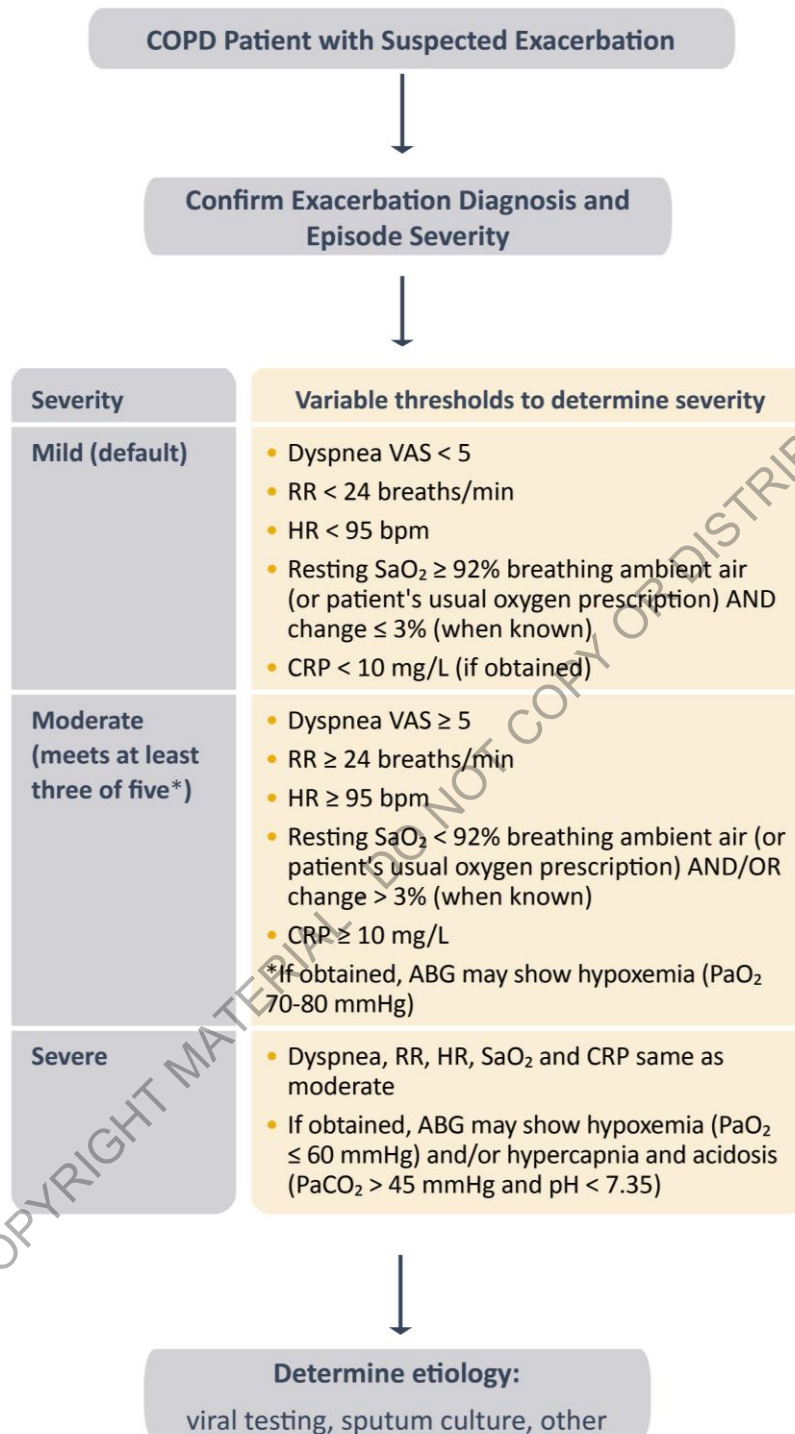 COPD Patient with Suspected Exacerbation
Confirm Exacerbation Diagnosis and
Episode Severity
Severity
Variable thresholds to determine severity
Mild (default)
• Dyspnea VAS < 5
• RR < 24 breaths/min
• HR < 95 bpm
• Resting SaO₂ ≥ 92% breathing ambient air
(or patient's usual oxygen prescription) AND
change ≤ 3% (when known)
• CRP < 10 mg/L (if obtained)
Moderate
(meets at least
three of five*)
• Dyspnea VAS ≥ 5
• RR ≥ 24 breaths/min
• HR ≥ 95 bpm
• Resting SaO₂ < 92% breathing ambient air (or
patient's usual oxygen prescription) AND/OR
change > 3% (when known)
• CRP ≥ 10 mg/L
*If obtained, ABG may show hypoxemia (PaO₂
70-80 mmHg)
Severe
• Dyspnea, RR, HR, SaO₂ and CRP same as
moderate
• If obtained, ABG may show hypoxemia (PaO₂
≤ 60 mmHg) and/or hypercapnia and acidosis
(PaCO₂ > 45 mmHg and pH < 7.35)
Determine etiology:
viral testing, sputum culture, other
OPYRIGHT MATERIAL - DO NOT COPY OR DISTRIB